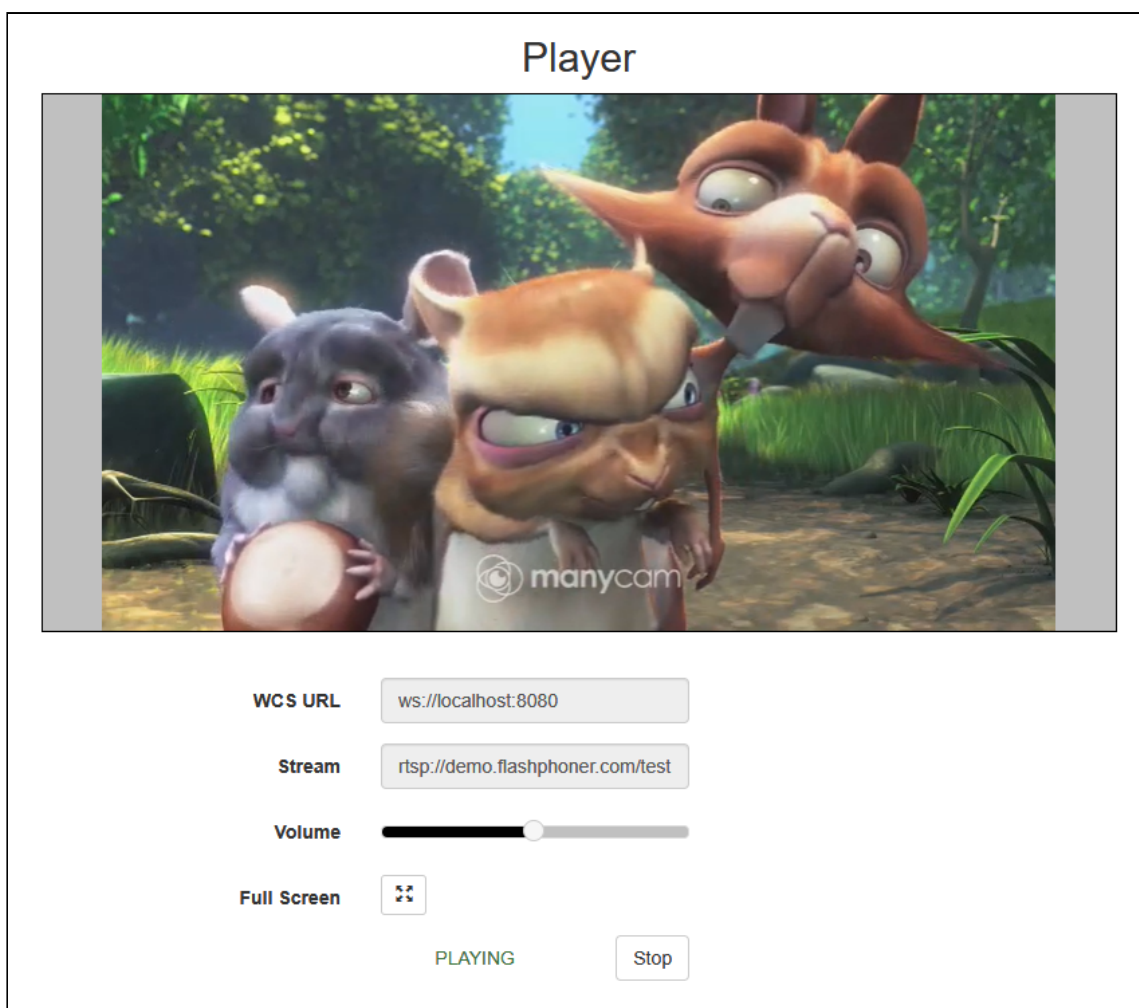 Player
manycam
WCS URL ws://localhost:8080
Stream rtsp://demo.flashphoner.com/test
Volume
Full Screen
PLAYING Stop